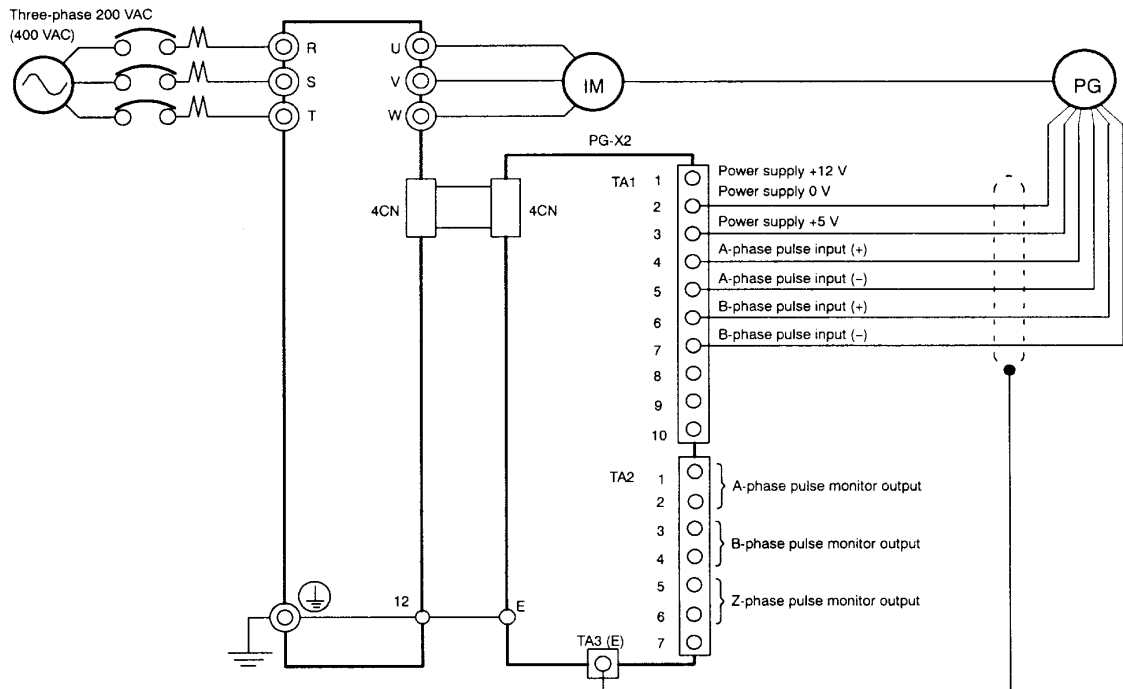 Three-phase 200 VAC
(400 VAC)
R
S
T
U
V
W
IM
PG
PG-X2
4CN
4CN
TA1
1
2
3
4
5
6
7
8
9
10
Power supply +12 V
Power supply 0 V
Power supply +5 V
A-phase pulse input (+)
A-phase pulse input (−)
B-phase pulse input (+)
B-phase pulse input (−)
TA2
1
2
3
4
5
6
7
A-phase pulse monitor output
B-phase pulse monitor output
Z-phase pulse monitor output
12
E
TA3 (E)